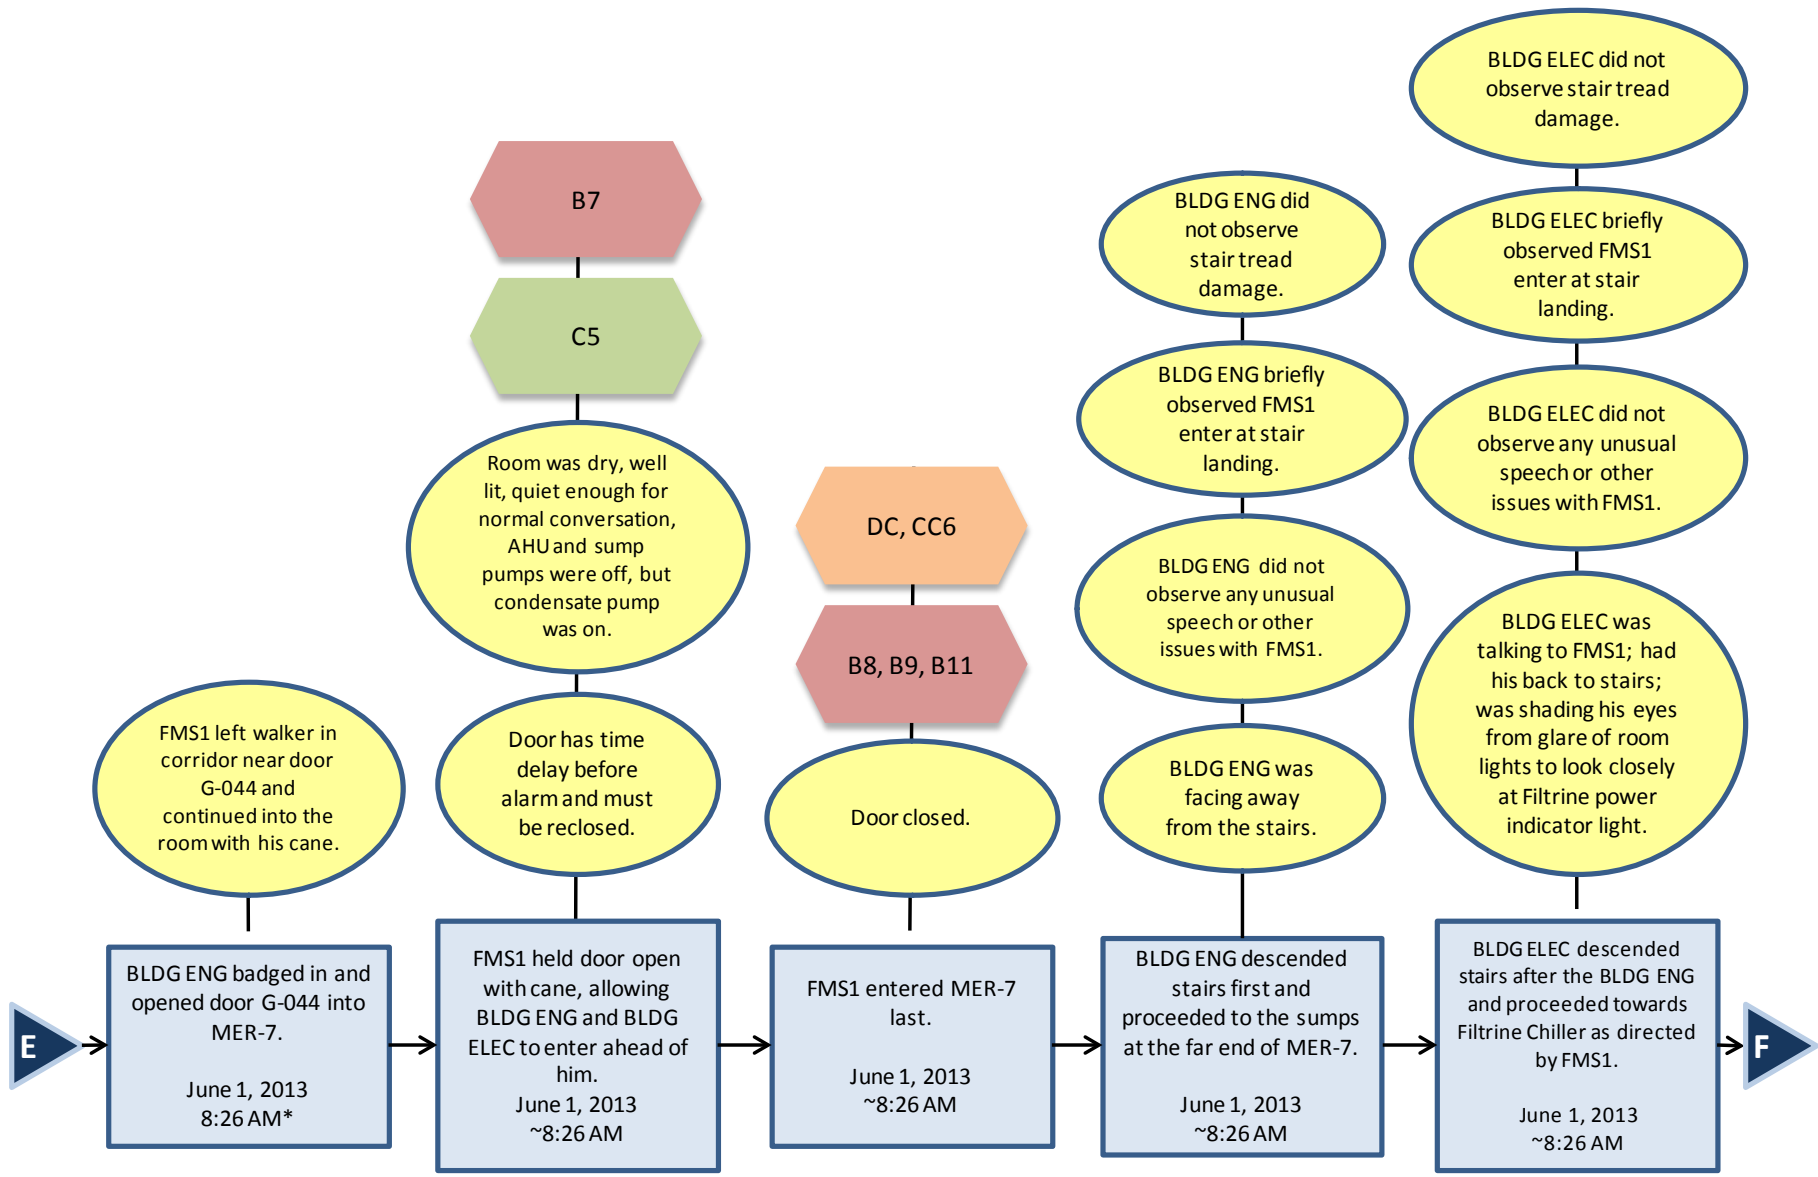 BLDG ELEC did not
observe stair tread
damage.
B7
BLDG ENG did
not observe
stair tread
damage.
BLDG ELEC briefly
observed FMS1
enter at stair
landing.
C5
BLDG ENG briefly
observed FMS1
enter at stair
landing.
BLDG ELEC did not
observe any unusual
speech or other
issues with FMS1.
Room was dry, well
lit, quiet enough for
normal conversation,
AHU and sump
pumps were off, but
condensate pump
was on.
DC, CC6
BLDG ENG did not
observe any unusual
speech or other
issues with FMS1.
B8, B9, B11
BLDG ELEC was
talking to FMS1; had
his back to stairs;
was shading his eyes
from glare of room
lights to look closely
at Filtrine power
indicator light.
FMS1 left walker in
corridor near door
G-044 and
continued into the
room with his cane.
Door has time
delay before
alarm and must
be reclosed.
Door closed.
BLDG ENG was
facing away
from the stairs.
E
BLDG ENG badged in and
opened door G-044 into
MER-7.
June 1, 2013
8:26 AM*
FMS1 held door open
with cane, allowing
BLDG ENG and BLDG
ELEC to enter ahead of
him.
June 1, 2013
~8:26 AM
FMS1 entered MER-7
last.
June 1, 2013
~8:26 AM
BLDG ENG descended
stairs first and
proceeded to the sumps
at the far end of MER-7.
June 1, 2013
~8:26 AM
BLDG ELEC descended
stairs after the BLDG ENG
and proceeded towards
Filtrine Chiller as directed
by FMS1.
June 1, 2013
~8:26 AM
F